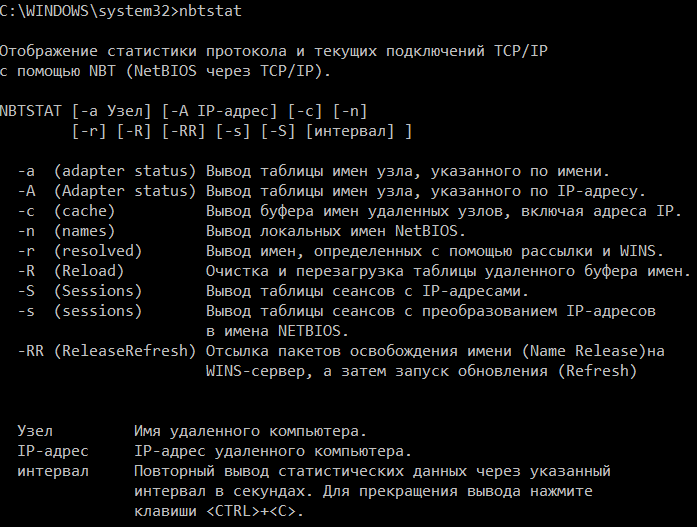 C:\WINDOWS\system32>nbtstat
Отображение статистики протокола и текущих подключений TCP/IP
с помощью NBT (NetBIOS через TCP/IP).
NBTSTAT [-a Узел] [-A IP-адрес] [-c] [-n]
[-r] [-R] [-RR] [-s] [-S] [интервал] ]
-a (adapter status) Вывод таблицы имен узла, указанного по имени.
-A (Adapter status) Вывод таблицы имен узла, указанного по IP-адресу.
-c (cache) Вывод буфера имен удаленных узлов, включая адреса IP.
-n (names) Вывод локальных имен NetBIOS.
-r (resolved) Вывод имен, определенных с помощью рассылки и WINS.
-R (Reload) Очистка и перезагрузка таблицы удаленного буфера имен.
-S (Sessions) Вывод таблицы сеансов с IP-адресами.
-s (sessions) Вывод таблицы сеансов с преобразованием IP-адресов
в имена NETBIOS.
-RR (ReleaseRefresh) Отсылка пакетов освобождения имени (Name Release)на
WINS-сервер, а затем запуск обновления (Refresh)
Узел Имя удаленного компьютера.
IP-адрес IP-адрес удаленного компьютера.
интервал Повторный вывод статистических данных через указанный
интервал в секундах. Для прекращения вывода нажмите
клавиши <CTRL>+<C>.